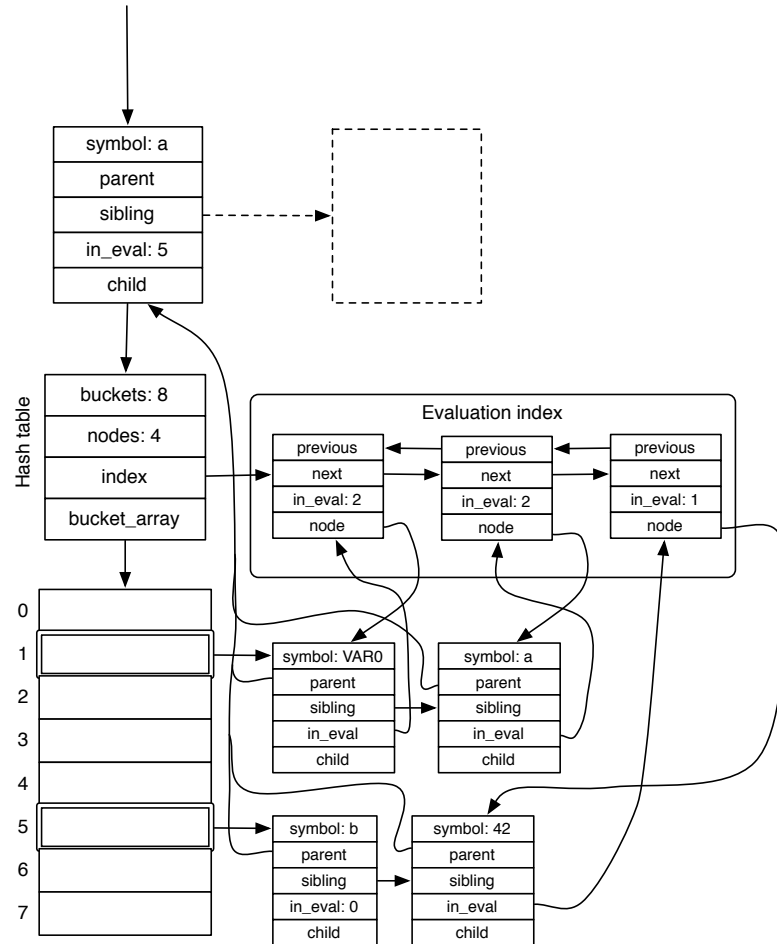 symbol: a
parent
sibling
in_eval: 5
child
Hash table
buckets: 8
nodes: 4
index
bucket_array
Evaluation index
previous
next
in_eval: 2
node
previous
next
in_eval: 2
node
previous
next
in_eval: 1
node
0
1
2
3
4
5
6
7
symbol: VAR0
parent
sibling
in_eval
child
symbol: a
parent
sibling
in_eval
child
symbol: b
parent
sibling
in_eval: 0
child
symbol: 42
parent
sibling
in_eval
child